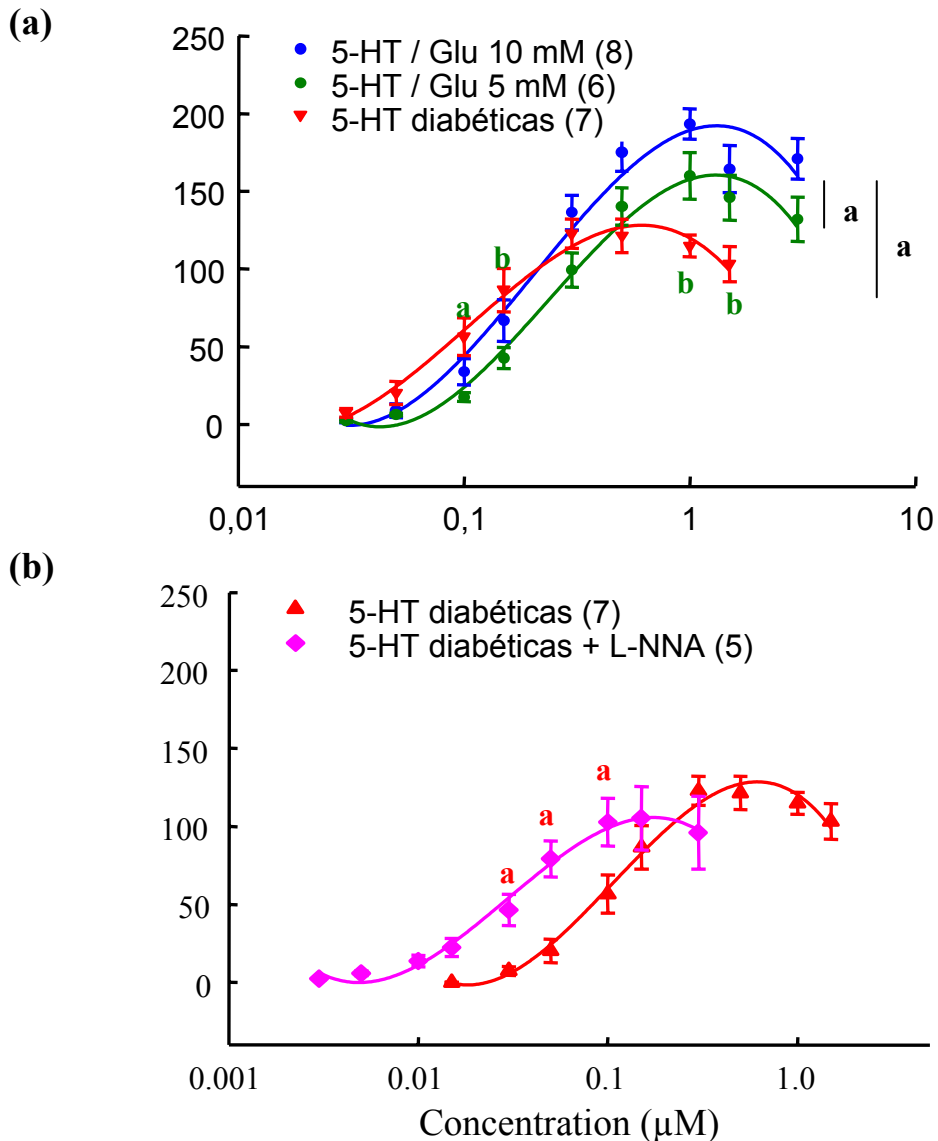 (a)
250
200
150
100
50
0
5-HT / Glu 10 mM (8)
5-HT / Glu 5 mM (6)
5-HT diabéticas (7)
a
b
b
b
a
a
0,01
0,1
1
10
(b)
250
200
150
100
50
0
5-HT diabéticas (7)
5-HT diabéticas + L-NNA (5)
a
a
a
0.001
0.01
0.1
1.0
Concentration (µM)